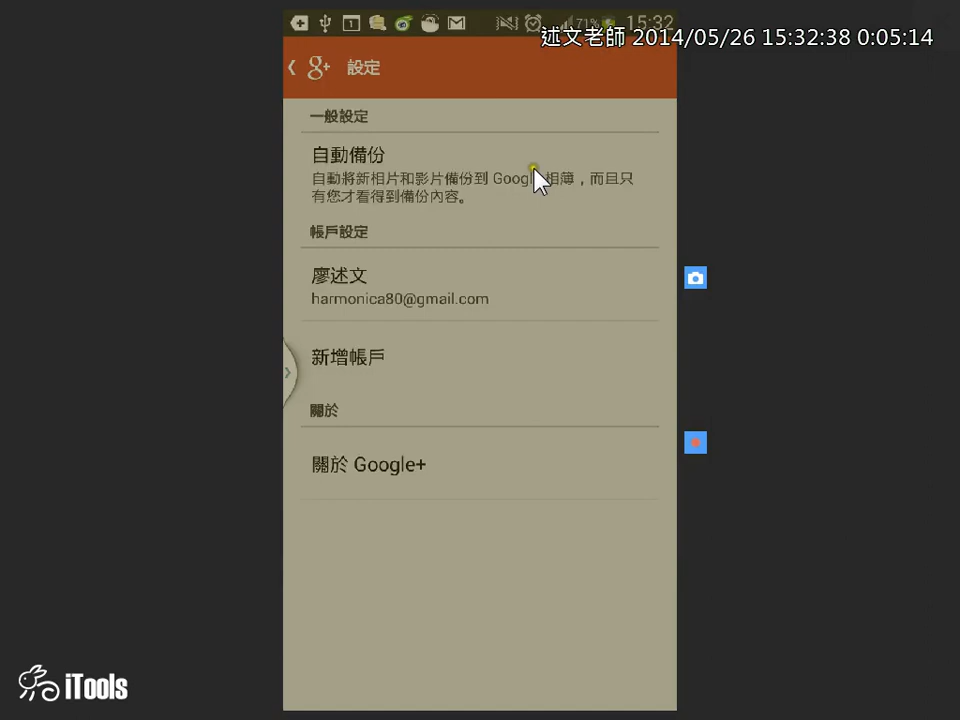 71% 15:32
述文老師 2014/05/26 15:32:38 0:05:14
g+ 設定
一般設定
自動備份
自動將新相片和影片備份到 Google 相簿，而且只
有您才看得到備份內容。
帳戶設定
廖述文
harmonica80@gmail.com
新增帳戶
關於
關於 Google+
iTools